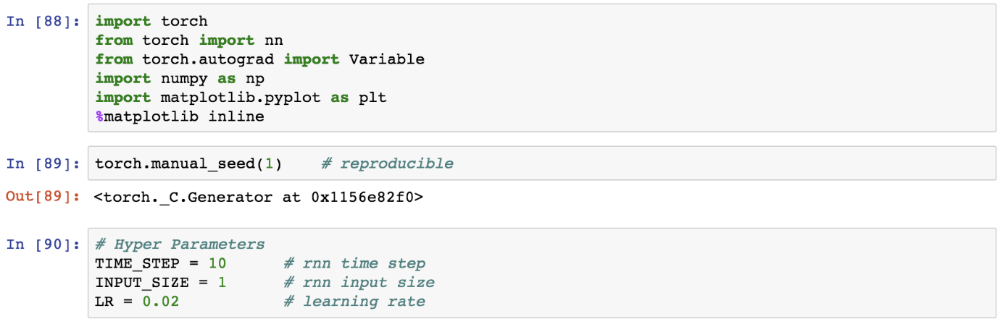 In [88]: import torch
from torch import nn
from torch.autograd import Variable
import numpy as np
import matplotlib.pyplot as plt
%matplotlib inline
In [89]: torch.manual_seed(1)    # reproducible
Out[89]: <torch._C.Generator at 0x1156e82f0>
In [90]: # Hyper Parameters
TIME_STEP = 10      # rnn time step
INPUT_SIZE = 1      # rnn input size
LR = 0.02           # learning rate